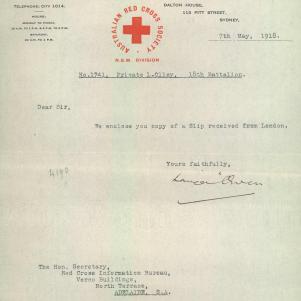 TELEPHONE, CITY 1014.
DALTON HOUSE,
115 PITT STREET,
SYDNEY,
AUSTRALIAN RED CROSS SOCIETY
N.S.W. DIVISION
7th May, 1918.
No.1741, Private L.Olley, 18th Battalion.
Dear Sir,
We enclose you copy of a Slip received from London.
Yours faithfully,
The Hon. Secretary,
Red Cross Information Bureau,
Verco Buildings,
North Terrace,
ADELAIDE, S.A.